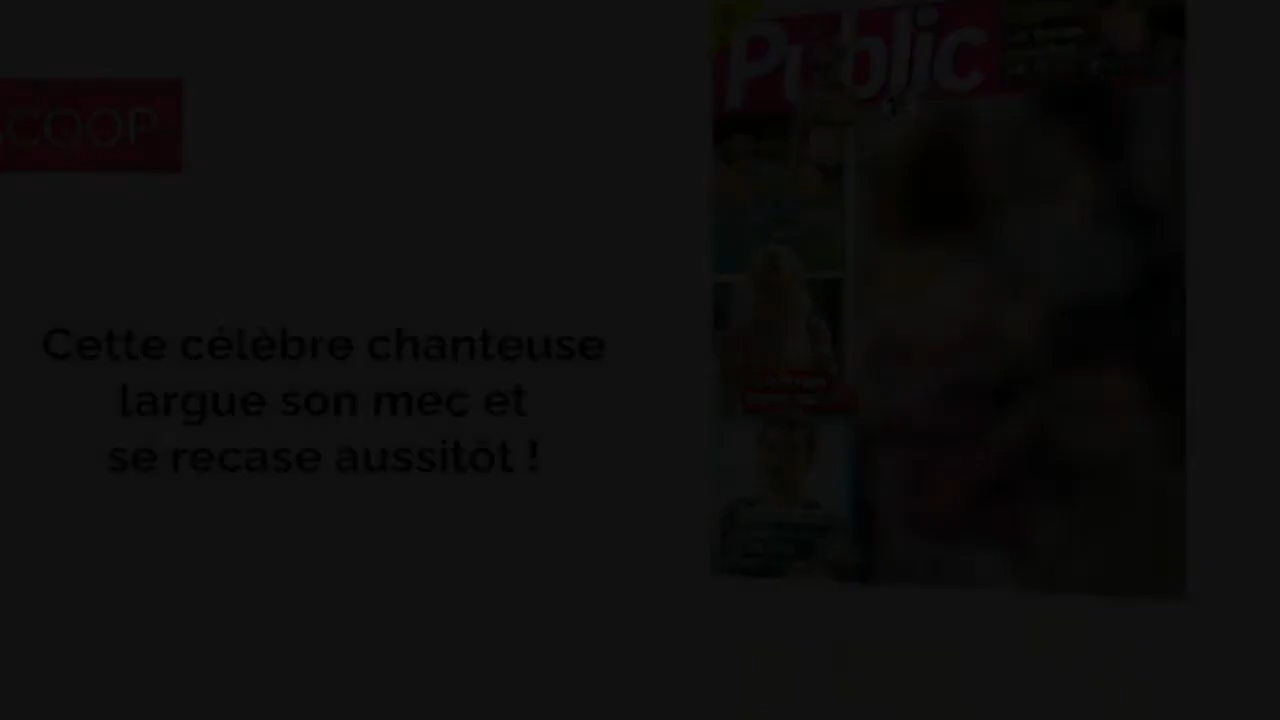 SCOOP
Public
Cette célèbre chanteuse
largue son mec et
se recase aussitôt !